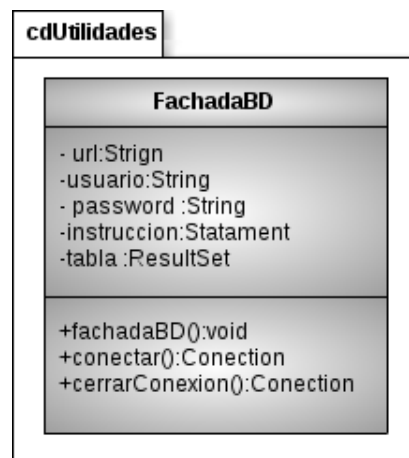 cdUtilidades
FachadaBD
- url:Strign
-usuario:String
- password :String
-instruccion:Statament
-tabla :ResultSet
+fachadaBD():void
+conectar():Conection
+cerrarConexion():Conection